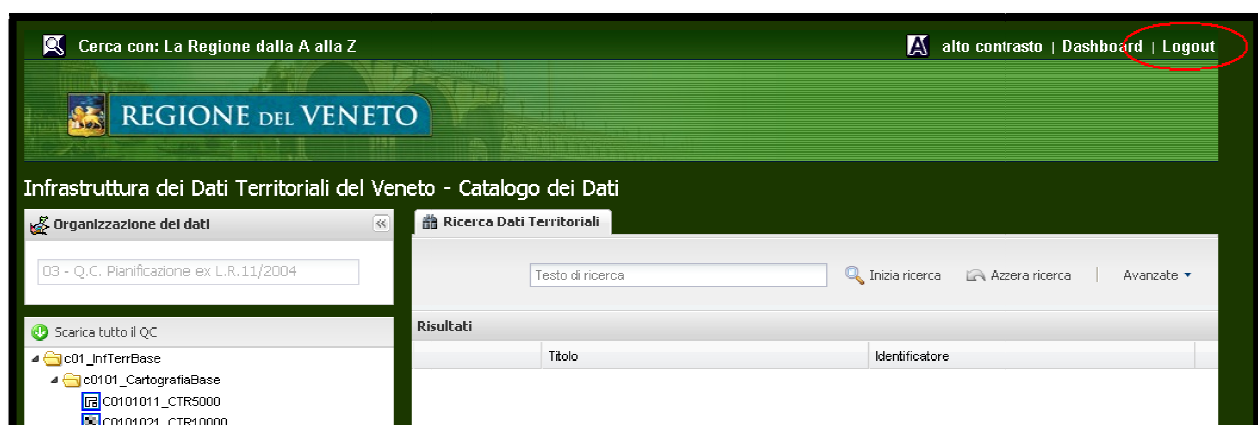 Cerca con: La Regione dalla A alla Z
alto contrasto | Dashboard | Logout
REGIONE DEL VENETO
Infrastruttura dei Dati Territoriali del Veneto - Catalogo dei Dati
Organizzazione dei dati
Ricerca Dati Territoriali
03 - Q.C. Pianificazione ex L.R.11/2004
Testo di ricerca
Inizia ricerca
Azzera ricerca
| Avanzate
Scarica tutto il QC
Risultati
Titolo
Identificatore
c01_InfTerrBase
c0101_CartografiaBase
C0101011_CTR5000
C0101021_CTR10000